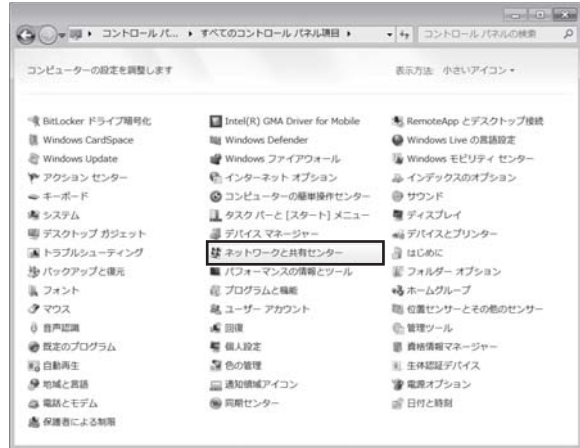 コントロール パ... すべてのコントロール パネル項目 コントロール パネルの検索
コンピューターの設定を調整します 表示方法: 小さいアイコン
BitLocker ドライブ暗号化 Intel(R) GMA Driver for Mobile RemoteApp とデスクトップ接続
Windows CardSpace Windows Defender Windows Live の言語設定
Windows Update Windows ファイアウォール Windows モビリティ センター
アクション センター インターネット オプション インデックスのオプション
キーボード コンピューターの簡単操作センター サウンド
システム タスク バーと [スタート] メニュー ディスプレイ
デスクトップ ガジェット デバイス マネージャー デバイスとプリンター
トラブルシューティング ネットワークと共有センター はじめに
バックアップと復元 パフォーマンスの情報とツール フォルダー オプション
フォント プログラムと機能 ホームグループ
マウス ユーザー アカウント 位置センサーとその他のセンサー
音声認識 回復 管理ツール
既定のプログラム 個人設定 資格情報マネージャー
自動再生 色の管理 生体認証デバイス
地域と言語 通知領域アイコン 電源オプション
電話とモデム 同期センター 日付と時刻
保護者による制限